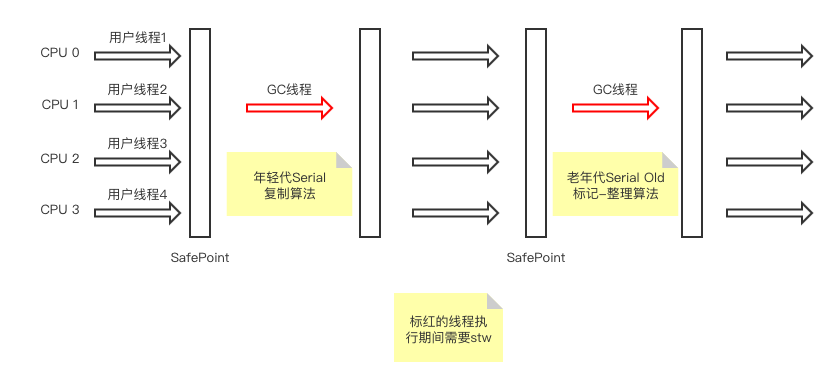 用户线程1
CPU 0
用户线程2
GC线程
GC线程
CPU 1
用户线程3
CPU 2
年轻代Serial
复制算法
老年代Serial Old
标记-整理算法
用户线程4
CPU 3
SafePoint
SafePoint
标红的线程执
行期间需要stw